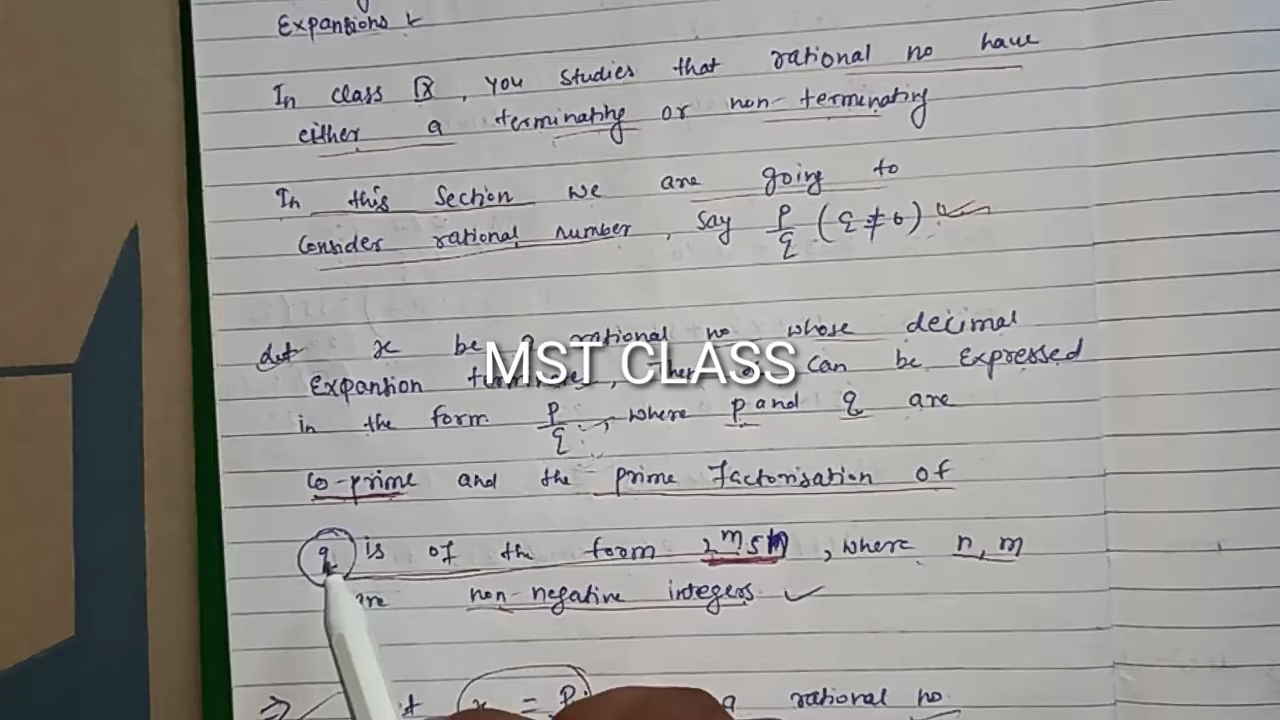 Expansions
In class IX, you studies that rational no have
either a terminating or non-terminating
In this Section we are going to
Consider rational number, say p/q (q ≠ 0)
Let x be a rational no whose decimal
Expansion can be Expressed
in the form p/q, where p and q are
Co-prime and the prime factorisation of
q is of the form 2^m 5^n, where n, m
are non-negative integers
x = p a rational no
MST CLASS